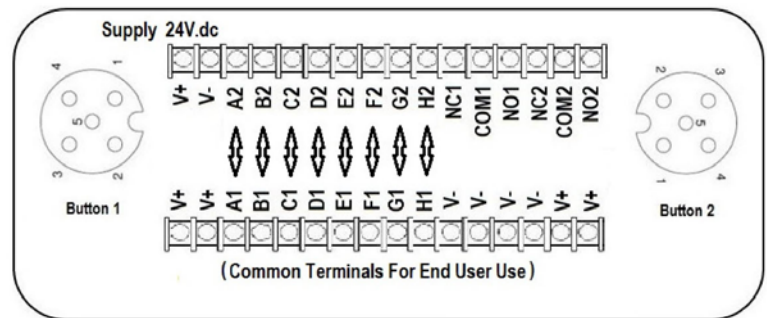 Supply 24V.dc
V+ V- A2 B2 C2 D2 E2 F2 G2 H2 NC1 COM1 NO1 NC2 COM2 NO2
4 1
5
3 2
Button 1
2 3
5
1 4
Button 2
V+ V+ A1 B1 C1 D1 E1 F1 G1 H1 V- V- V- V- V+ V+
(Common Terminals For End User Use)